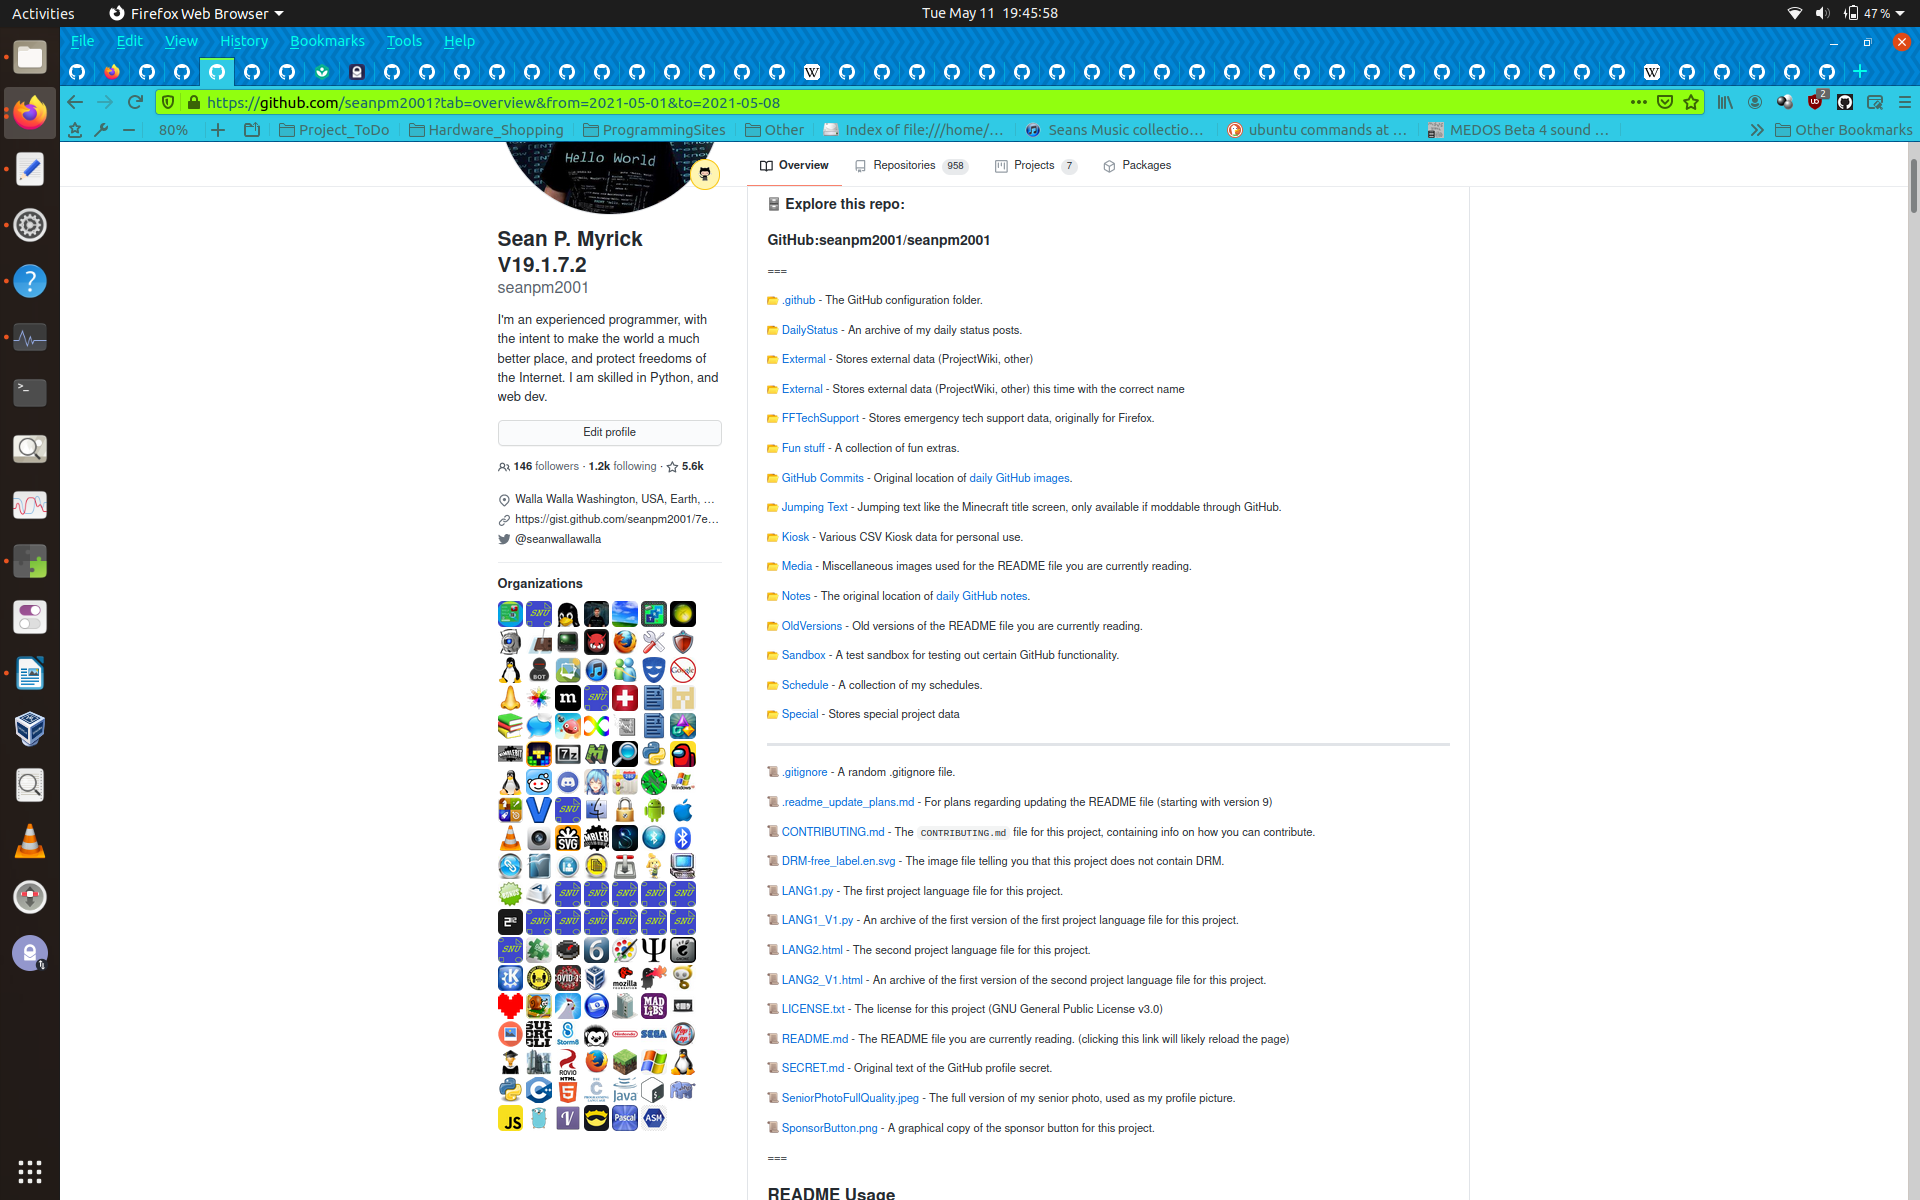 Activities
Firefox Web Browser
Tue May 11 19:45:58
47 %
File Edit View History Bookmarks Tools Help
https://github.com/seanpm2001?tab=overview&from=2021-05-01&to=2021-05-08
2
80%
Project_ToDo
Hardware_Shopping
ProgrammingSites
Other
Index of file:///home/...
Seans Music collectio...
ubuntu commands at ...
MEDOS Beta 4 sound ...
Other Bookmarks
Hello World
Overview
Repositories 958
Projects 7
Packages
Sean P. Myrick
V19.1.7.2
seanpm2001
I'm an experienced programmer, with
the intent to make the world a much
better place, and protect freedoms of
the Internet. I am skilled in Python, and
web dev.
Edit profile
146 followers · 1.2k following · 5.6k
Walla Walla Washington, USA, Earth, ...
https://gist.github.com/seanpm2001/7e...
@seanwallawalla
Organizations
Explore this repo:
GitHub:seanpm2001/seanpm2001
===
.github - The GitHub configuration folder.
DailyStatus - An archive of my daily status posts.
Extermal - Stores external data (ProjectWiki, other)
External - Stores external data (ProjectWiki, other) this time with the correct name
FFTechSupport - Stores emergency tech support data, originally for Firefox.
Fun stuff - A collection of fun extras.
GitHub Commits - Original location of daily GitHub images.
Jumping Text - Jumping text like the Minecraft title screen, only available if moddable through GitHub.
Kiosk - Various CSV Kiosk data for personal use.
Media - Miscellaneous images used for the README file you are currently reading.
Notes - The original location of daily GitHub notes.
OldVersions - Old versions of the README file you are currently reading.
Sandbox - A test sandbox for testing out certain GitHub functionality.
Schedule - A collection of my schedules.
Special - Stores special project data
.gitignore - A random .gitignore file.
.readme_update_plans.md - For plans regarding updating the README file (starting with version 9)
CONTRIBUTING.md - The CONTRIBUTING.md file for this project, containing info on how you can contribute.
DRM-free_label.en.svg - The image file telling you that this project does not contain DRM.
LANG1.py - The first project language file for this project.
LANG1_V1.py - An archive of the first version of the first project language file for this project.
LANG2.html - The second project language file for this project.
LANG2_V1.html - An archive of the first version of the second project language file for this project.
LICENSE.txt - The license for this project (GNU General Public License v3.0)
README.md - The README file you are currently reading. (clicking this link will likely reload the page)
SECRET.md - Original text of the GitHub profile secret.
SeniorPhotoFullQuality.jpeg - The full version of my senior photo, used as my profile picture.
SponsorButton.png - A graphical copy of the sponsor button for this project.
===
README Usage